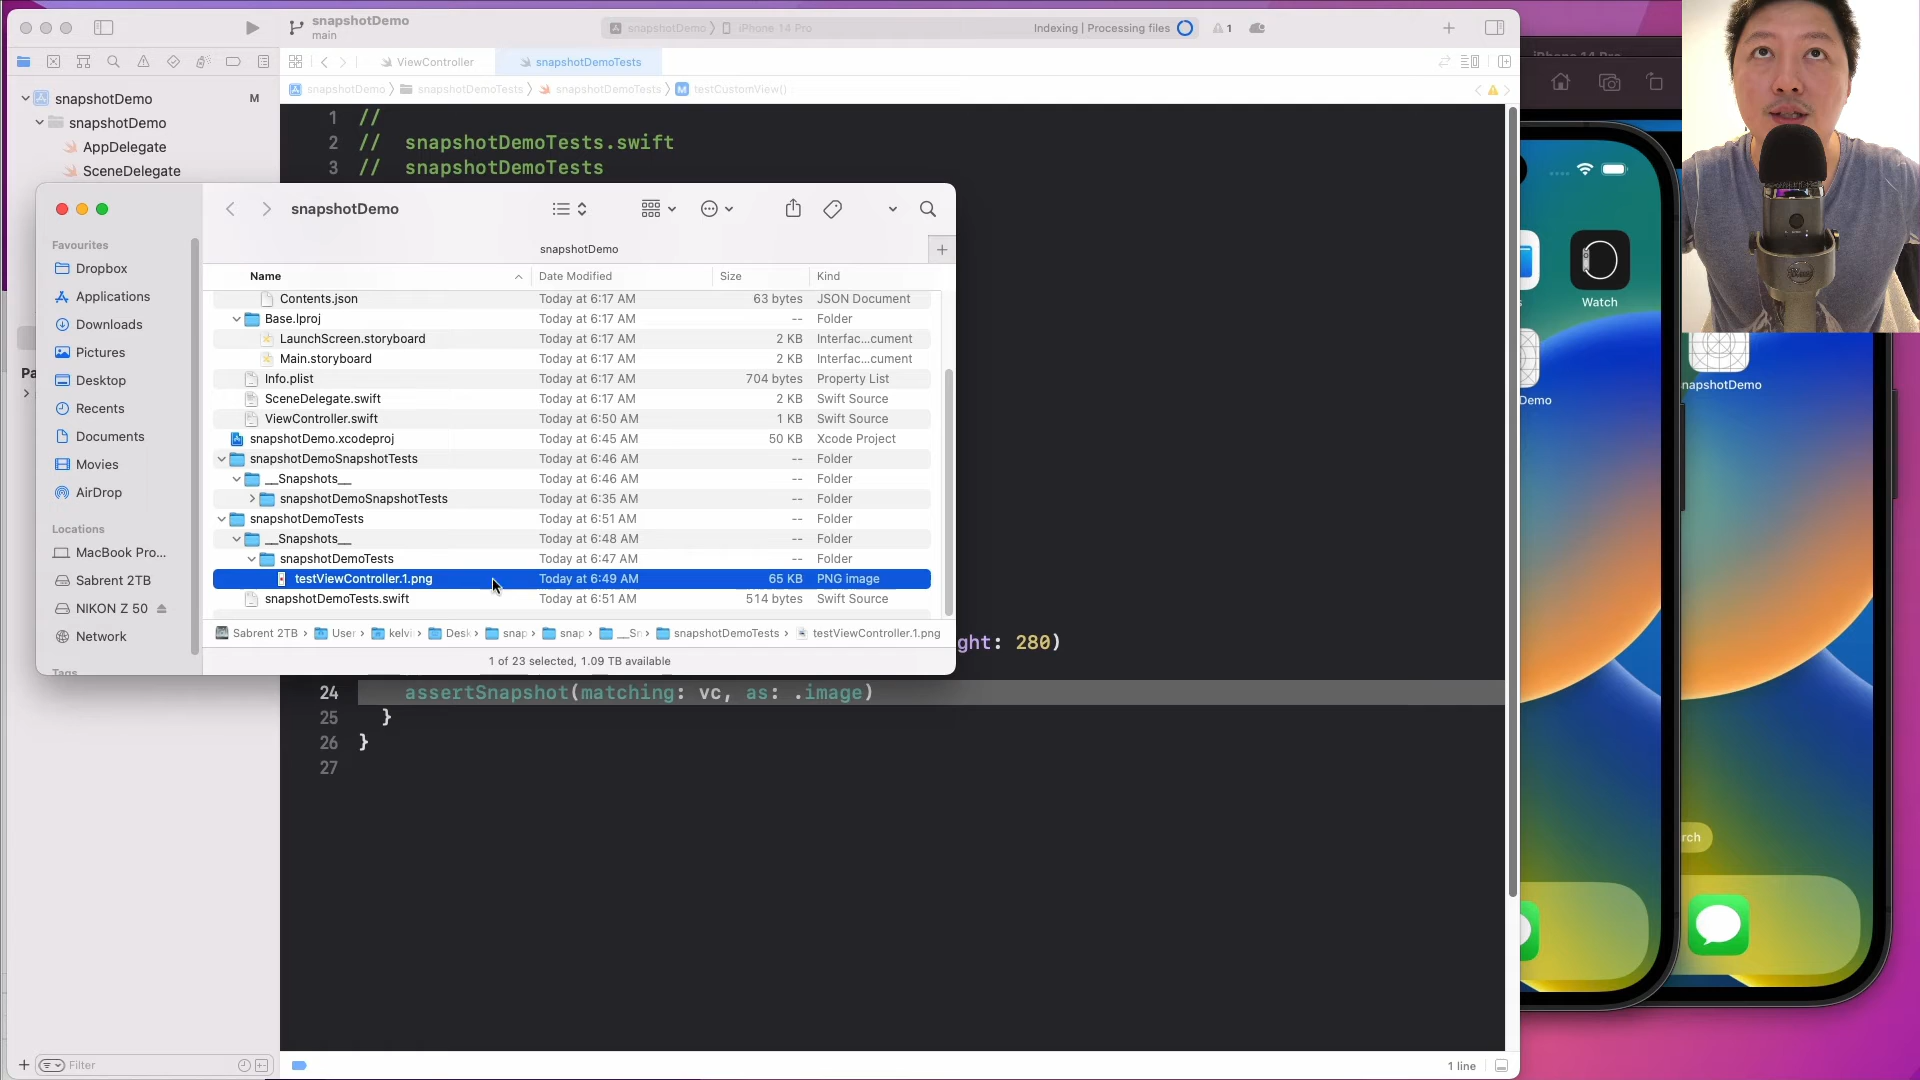 snapshotDemo
main
snapshotDemo
iPhone 14 Pro
Indexing | Processing files
1
ViewController
snapshotDemoTests
snapshotDemo
snapshotDemoTests
snapshotDemoTests
testCustomView()
snapshotDemo
M
snapshotDemo
AppDelegate
SceneDelegate
1 //
2 // snapshotDemoTests.swift
3 // snapshotDemoTests
snapshotDemo
snapshotDemo
Favourites
Dropbox
Applications
Downloads
Pictures
Desktop
Recents
Documents
Movies
AirDrop
Locations
MacBook Pro...
Sabrent 2TB
NIKON Z 50
Network
Tags
Name Date Modified Size Kind
Contents.json Today at 6:17 AM 63 bytes JSON Document
Base.lproj Today at 6:17 AM -- Folder
LaunchScreen.storyboard Today at 6:17 AM 2 KB Interfac...cument
Main.storyboard Today at 6:17 AM 2 KB Interfac...cument
Info.plist Today at 6:17 AM 704 bytes Property List
SceneDelegate.swift Today at 6:17 AM 2 KB Swift Source
ViewController.swift Today at 6:50 AM 1 KB Swift Source
snapshotDemo.xcodeproj Today at 6:45 AM 50 KB Xcode Project
snapshotDemoSnapshotTests Today at 6:46 AM -- Folder
__Snapshots__ Today at 6:46 AM -- Folder
snapshotDemoSnapshotTests Today at 6:35 AM -- Folder
snapshotDemoTests Today at 6:51 AM -- Folder
__Snapshots__ Today at 6:48 AM -- Folder
snapshotDemoTests Today at 6:47 AM -- Folder
testViewController.1.png Today at 6:49 AM 65 KB PNG image
snapshotDemoTests.swift Today at 6:51 AM 514 bytes Swift Source
Sabrent 2TB › User › kelvi › Desk › snap › snap › __Sn › snapshotDemoTests › testViewController.1.png
1 of 23 selected, 1.09 TB available
Pa
ght: 280)
24 assertSnapshot(matching: vc, as: .image)
25 }
26 }
27
Filter
1 line
Watch
Demo
napshotDemo
rch